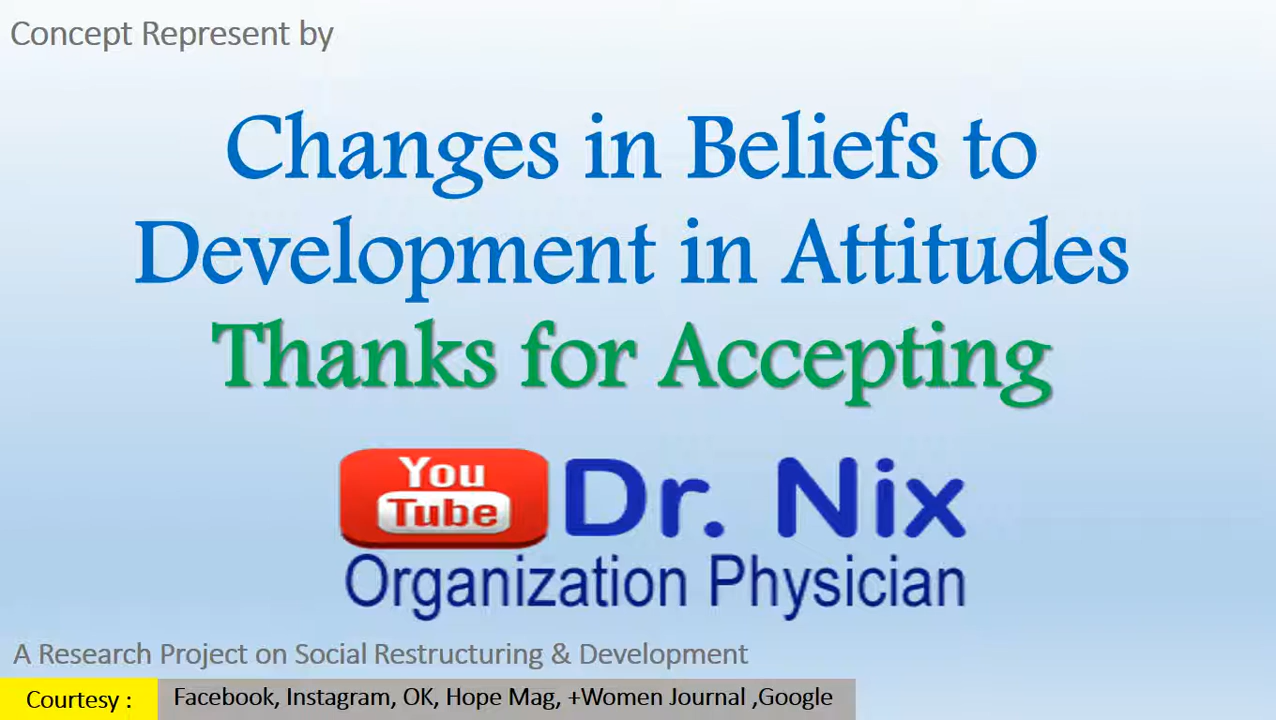 Concept Represent by
Changes in Beliefs to
Development in Attitudes
Thanks for Accepting
You
Tube
Dr. Nix
Organization Physician
A Research Project on Social Restructuring & Development
Courtesy :
Facebook, Instagram, OK, Hope Mag, +Women Journal ,Google